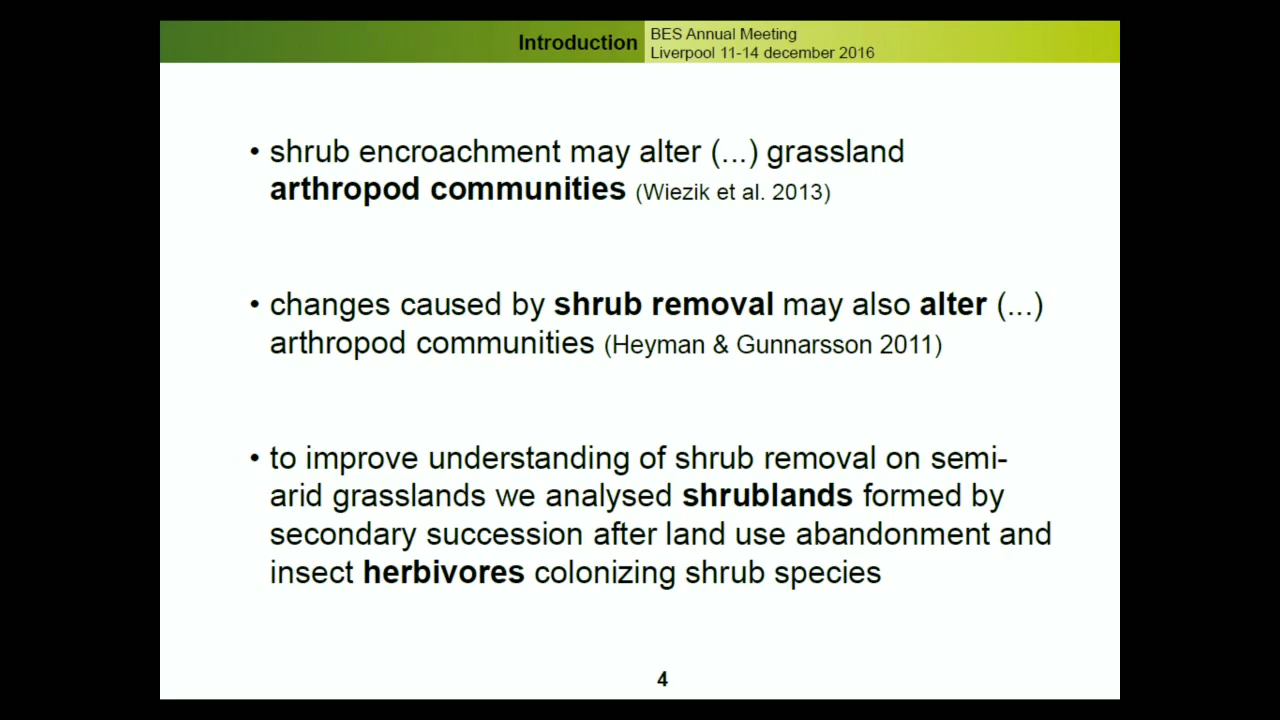 Introduction
BES Annual Meeting
Liverpool 11-14 december 2016
• shrub encroachment may alter (...) grassland
arthropod communities (Wiezik et al. 2013)
• changes caused by shrub removal may also alter (...)
arthropod communities (Heyman & Gunnarsson 2011)
• to improve understanding of shrub removal on semi-
arid grasslands we analysed shrublands formed by
secondary succession after land use abandonment and
insect herbivores colonizing shrub species
4